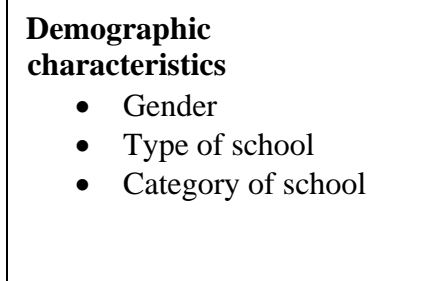 Demographic
characteristics
• Gender
• Type of school
• Category of school